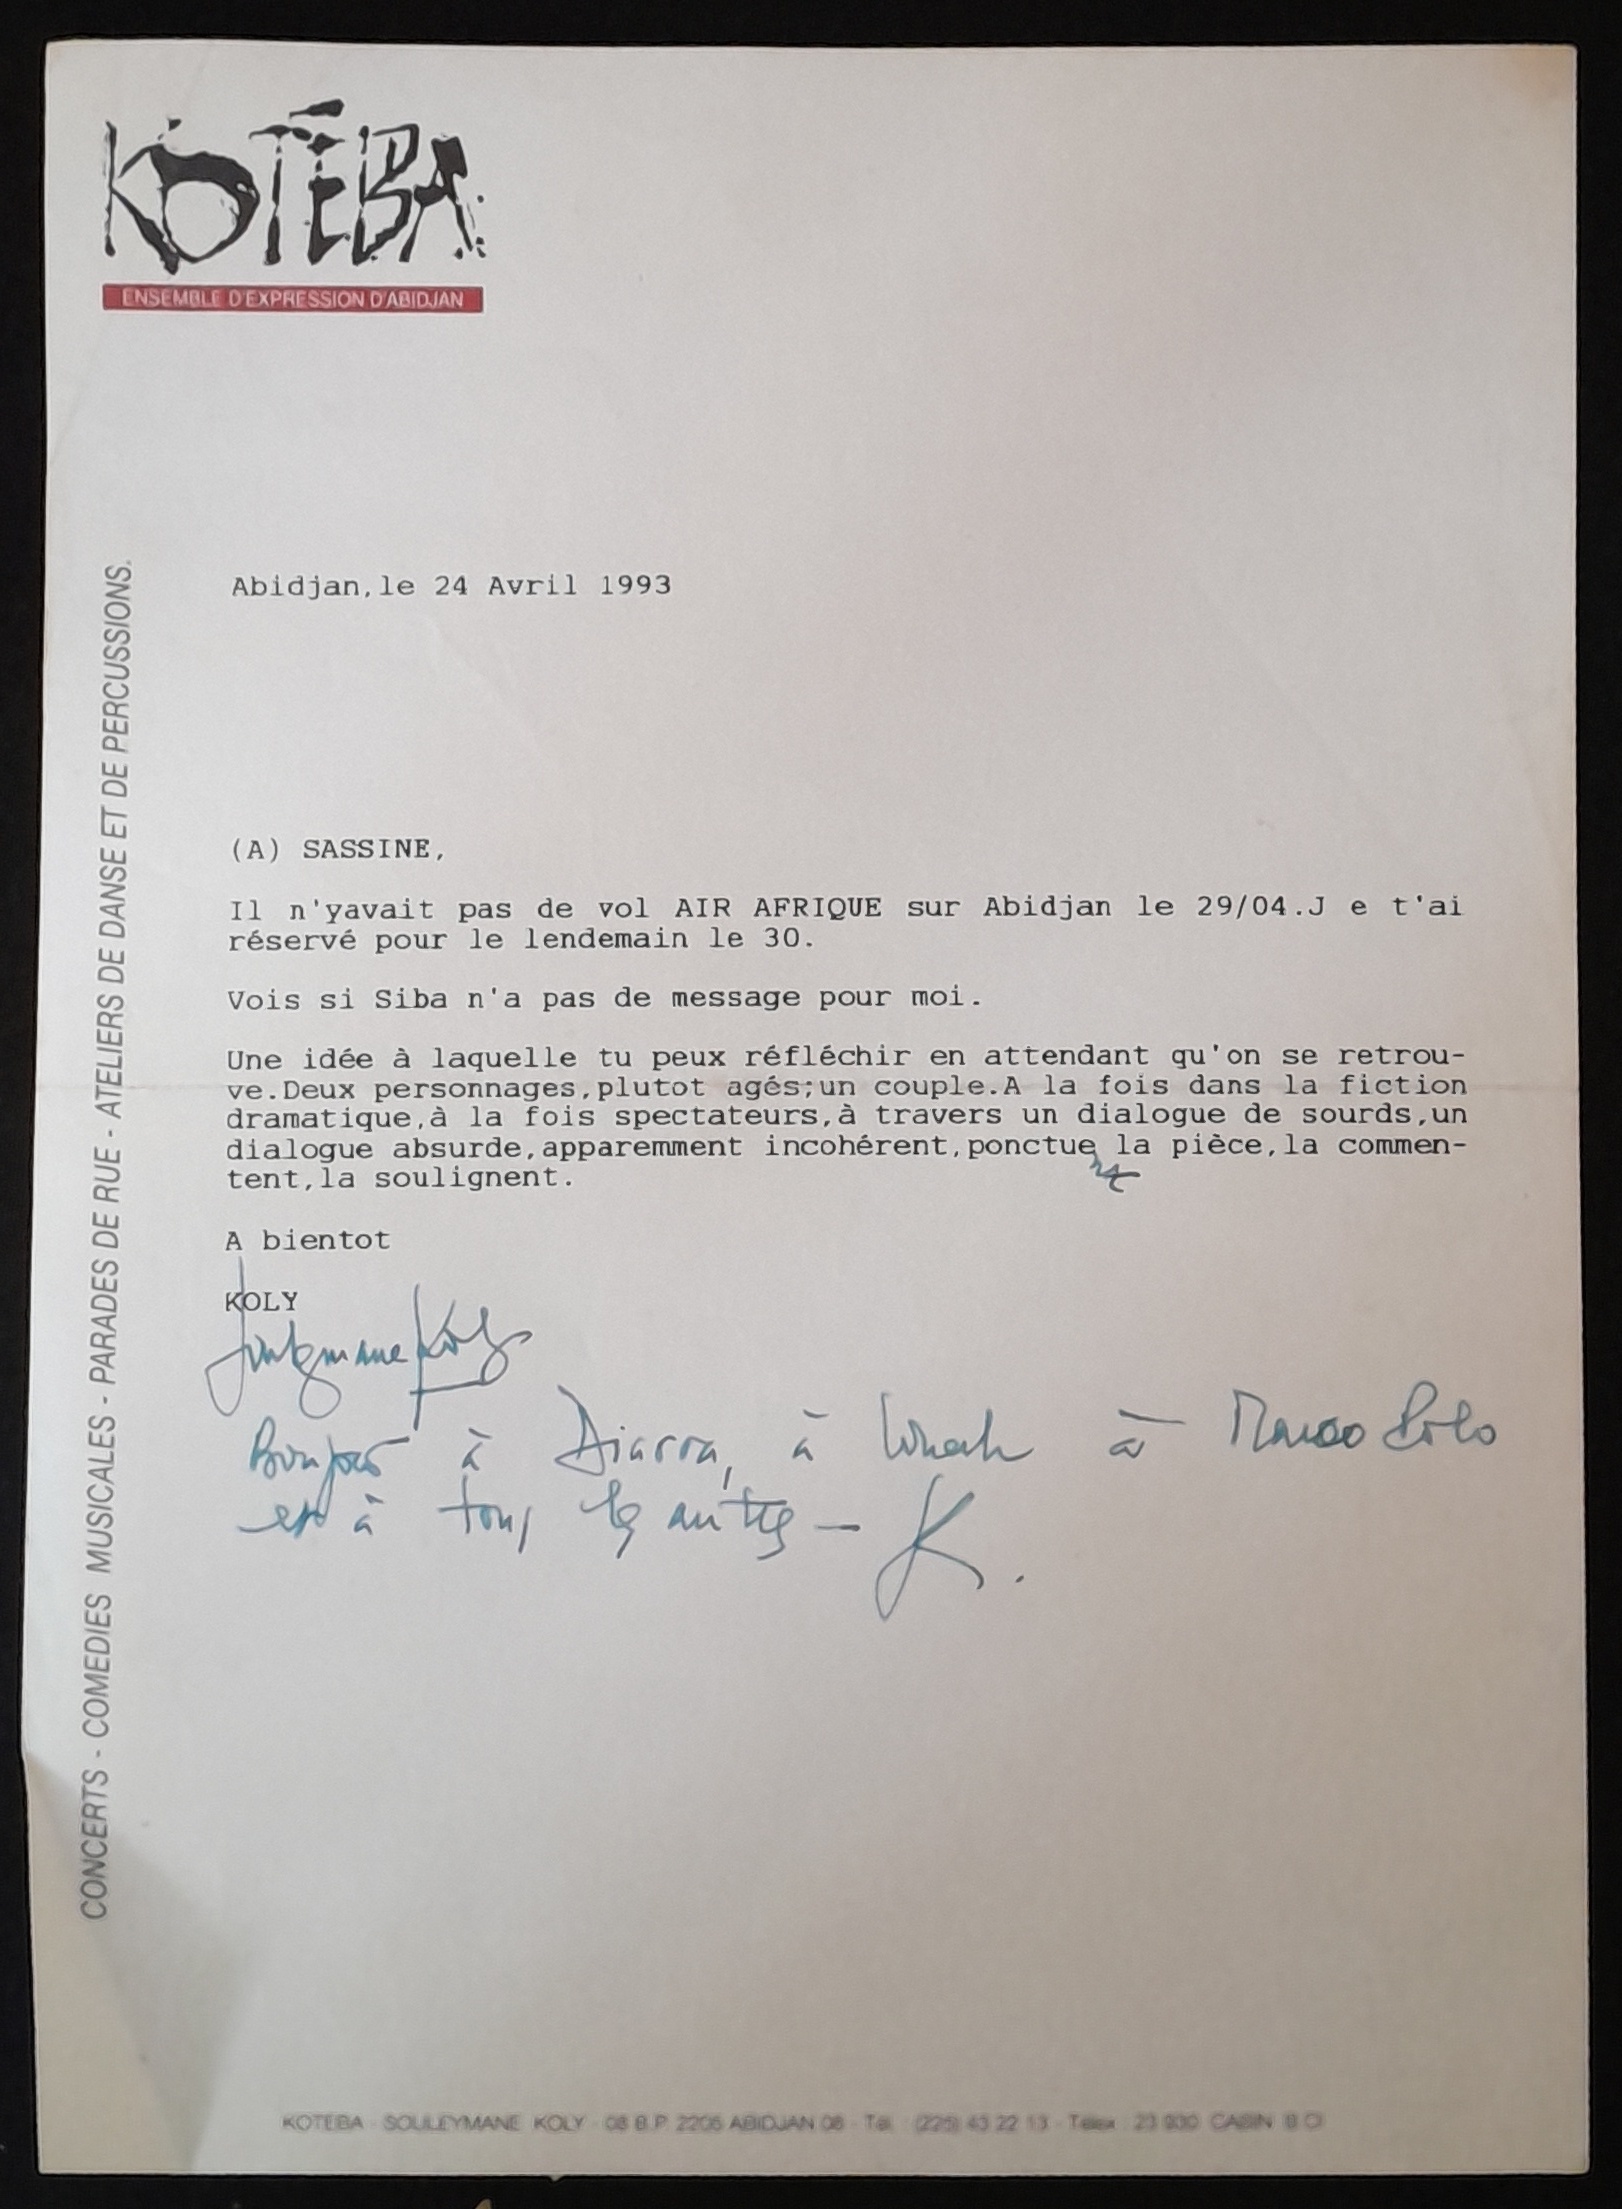 KOTÉBA
ENSEMBLE D'EXPRESSION D'ABIDJAN
CONCERTS - COMEDIES MUSICALES - PARADES DE RUE - ATELIERS DE DANSE ET DE PERCUSSIONS.
Abidjan,le 24 Avril 1993
(A) SASSINE,
Il n'yavait pas de vol AIR AFRIQUE sur Abidjan le 29/04.J e t'ai
réservé pour le lendemain le 30.
Vois si Siba n'a pas de message pour moi.
Une idée à laquelle tu peux réfléchir en attendant qu'on se retrou-
ve.Deux personnages,plutot agés;un couple.A la fois dans la fiction
dramatique,à la fois spectateurs,à travers un dialogue de sourds,un
dialogue absurde,apparemment incohérent,ponctuent la pièce,la commen-
tent,la soulignent.
A bientot
KOLY
Souleymane Koly
Bonjour à Diarra, à à Marco Polo
et à tous les autres - K.
KOTEBA - SOULEYMANE KOLY - 08 B.P. 2205 ABIDJAN 08 - Tél. : (225) 43 22 13 - Telex : 23 930